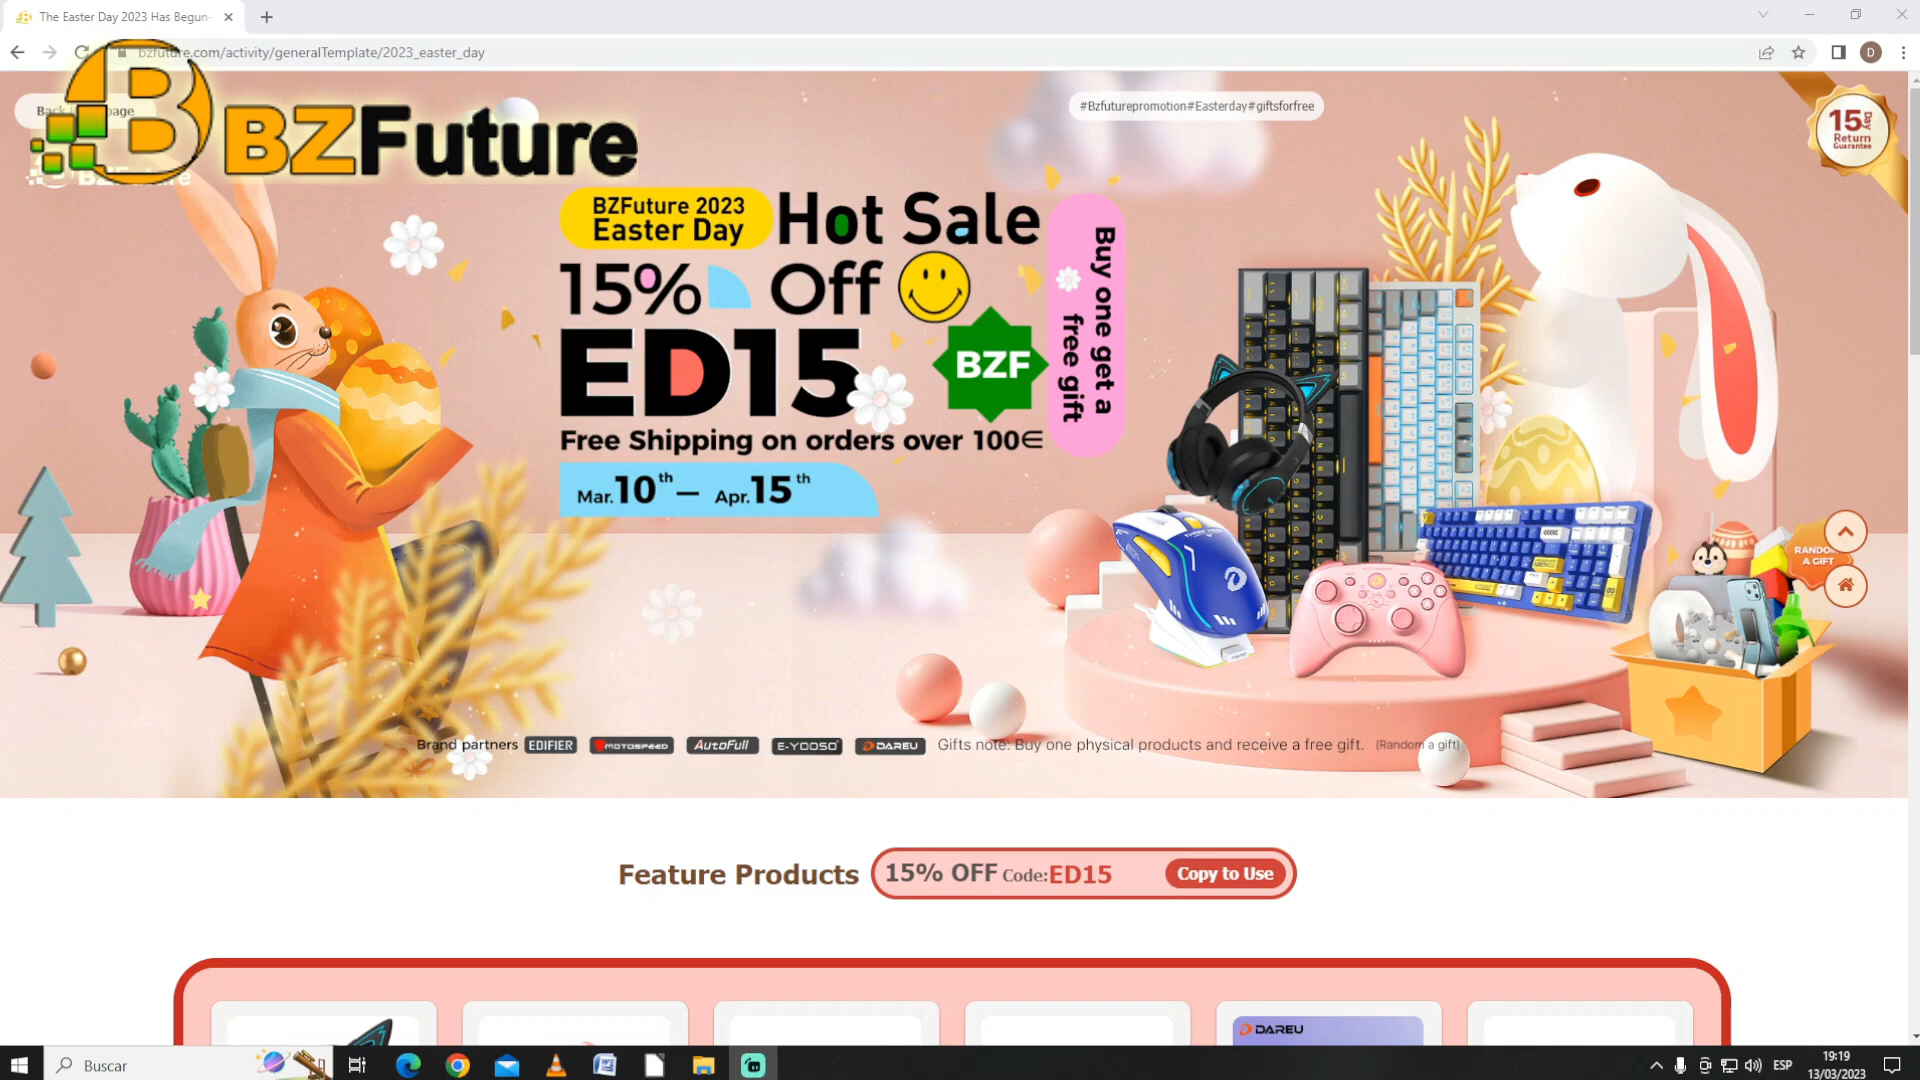 The Easter Day 2023 Has Begun-
bzfuture.com/activity/generalTemplate/2023_easter_day
D
BZFuture
#Bzfuturepromotion#Easterday#giftsforfree
15 Day
Return
Guarantee
BZFuture 2023
Easter Day
Hot Sale
15% Off
ED15
BZF
Buy one get a
free gift
Free Shipping on orders over 100€
Mar.10th — Apr.15th
RANDOM
A GIFT
Brand partners EDIFIER MOTOSPEED AutoFull E-YOOSO DAREU Gifts note: Buy one physical products and receive a free gift. (Random a gift)
Feature Products
15% OFF Code:ED15
Copy to Use
DAREU
Buscar
ESP
19:19
13/03/2023